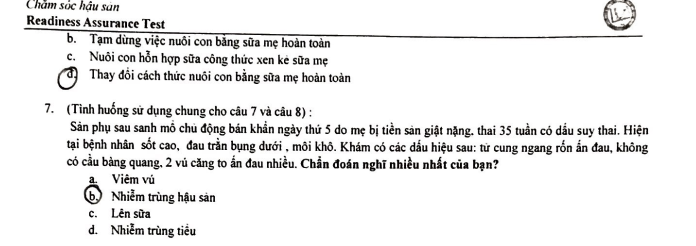 Chăm sóc hậu sản
Readiness Assurance Test
b. Tạm dừng việc nuôi con bằng sữa mẹ hoàn toàn
c. Nuôi con hỗn hợp sữa công thức xen kẽ sữa mẹ
d. Thay đổi cách thức nuôi con bằng sữa mẹ hoàn toàn
7. (Tình huống sử dụng chung cho câu 7 và câu 8) :
Sản phụ sau sanh mổ chủ động bán khẩn ngày thứ 5 do mẹ bị tiền sản giật nặng, thai 35 tuần có dấu suy thai. Hiện
tại bệnh nhân sốt cao, đau trằn bụng dưới , môi khô. Khám có các dấu hiệu sau: tử cung ngang rốn ấn đau, không
có cầu bàng quang, 2 vú căng to ấn đau nhiều. Chẩn đoán nghĩ nhiều nhất của bạn?
a. Viêm vú
b. Nhiễm trùng hậu sản
c. Lên sữa
d. Nhiễm trùng tiểu